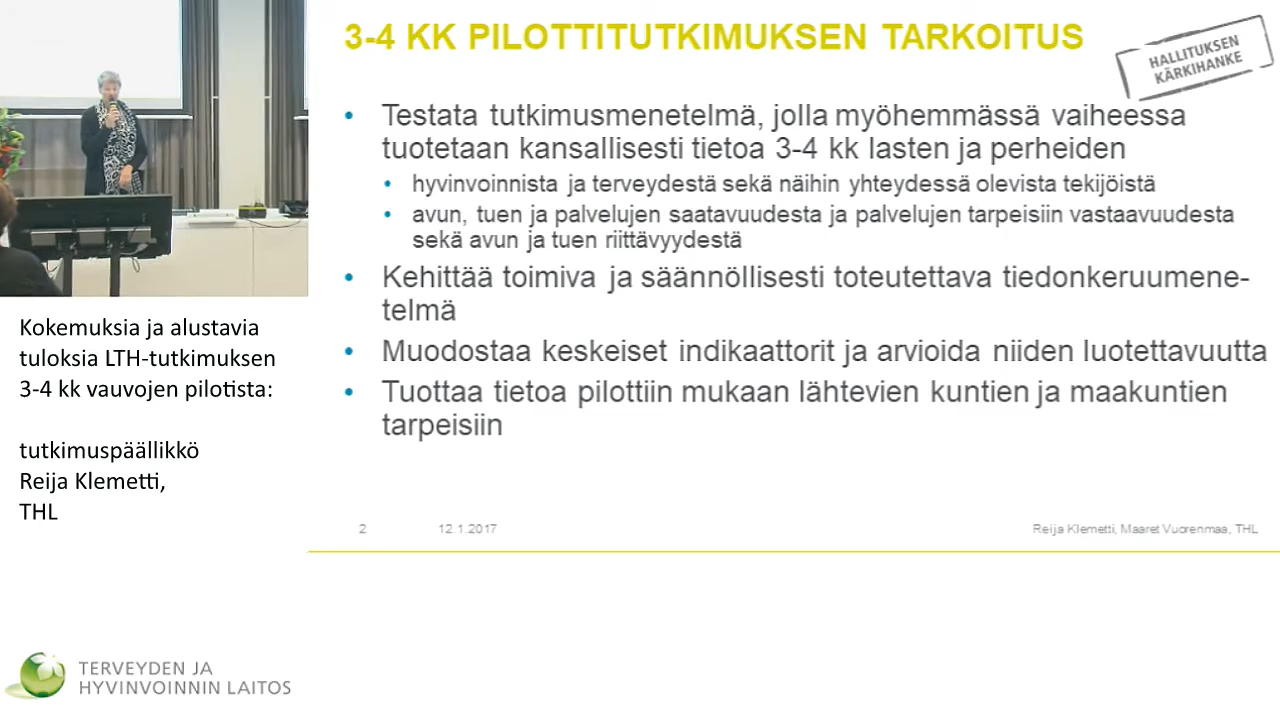 3-4 KK PILOTTITUTKIMUKSEN TARKOITUS
HALLITUKSEN
KÄRKIHANKE
• Testata tutkimusmenetelmä, jolla myöhemmässä vaiheessa
tuotetaan kansallisesti tietoa 3-4 kk lasten ja perheiden
• hyvinvoinnista ja terveydestä sekä näihin yhteydessä olevista tekijöistä
• avun, tuen ja palvelujen saatavuudesta ja palvelujen tarpeisiin vastaavuudesta
sekä avun ja tuen riittävyydestä
• Kehittää toimiva ja säännöllisesti toteutettava tiedonkeruumene-
telmä
• Muodostaa keskeiset indikaattorit ja arvioida niiden luotettavuutta
• Tuottaa tietoa pilottiin mukaan lähtevien kuntien ja maakuntien
tarpeisiin
2 12.1.2017 Reija Klemetti, Maaret Vuorenmaa, THL
Kokemuksia ja alustavia
tuloksia LTH-tutkimuksen
3-4 kk vauvojen pilotista:
tutkimuspäällikkö
Reija Klemetti,
THL
TERVEYDEN JA
HYVINVOINNIN LAITOS